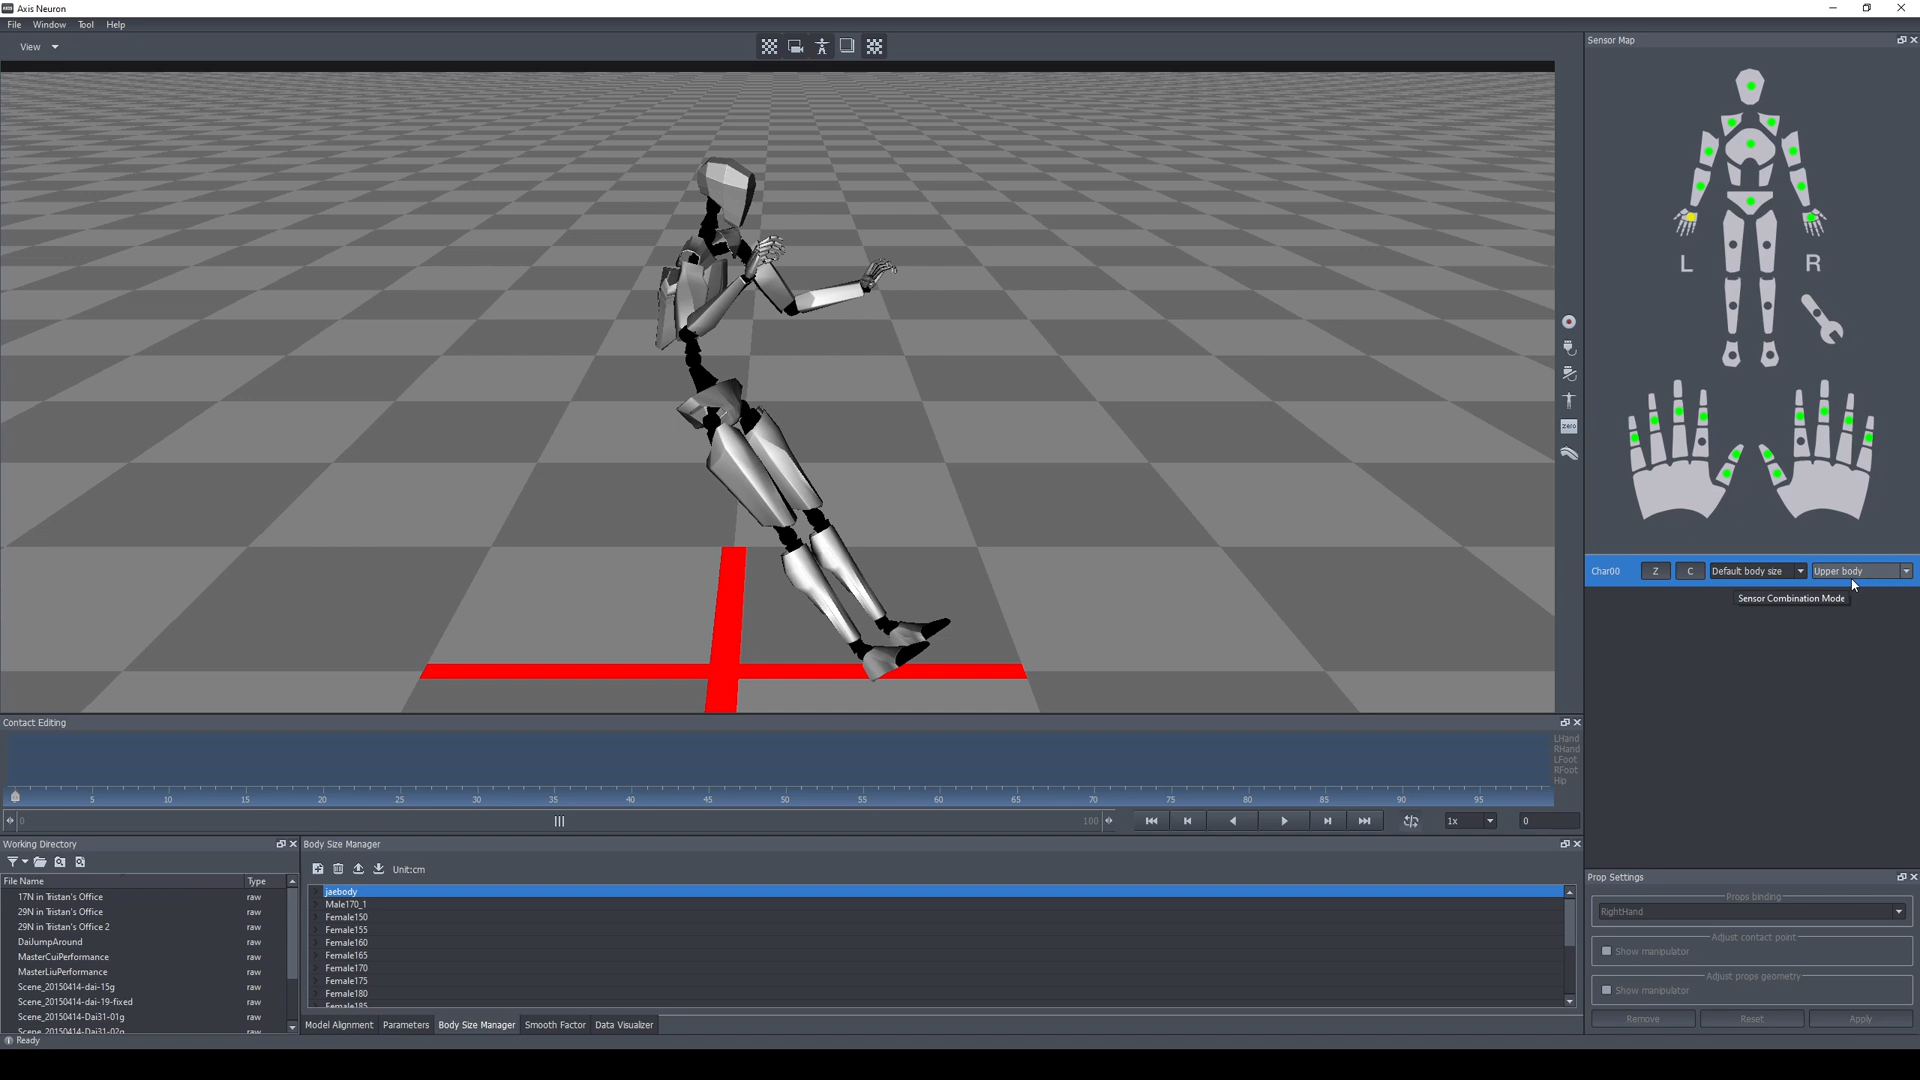 Axis Neuron
File Window Tool Help
View
Sensor Map
L R
zero
Char00 Z C Default body size Upper body
Sensor Combination Mode
Contact Editing
LHand
RHand
LFoot
RFoot
Hip
5 10 15 20 25 30 35 40 45 50 55 60 65 70 75 80 85 90 95
0 100 1x 0
Working Directory
File Name Type
17N in Tristan's Office raw
29N in Tristan's Office raw
29N in Tristan's Office 2 raw
DaiJumpAround raw
MasterCuiPerformance raw
MasterLiuPerformance raw
Scene_20150414-dai-15g raw
Scene_20150414-dai-19-fixed raw
Scene_20150414-Dai31-01g raw
Scene_20150414-Dai31-02g raw
Body Size Manager
Unit:cm
jaebody
Male170_1
Female150
Female155
Female160
Female165
Female170
Female175
Female180
Female185
Model Alignment Parameters Body Size Manager Smooth Factor Data Visualizer
Prop Settings
Props binding
RightHand
Adjust contact point
Show manipulator
Adjust props geometry
Show manipulator
Remove Reset Apply
Ready